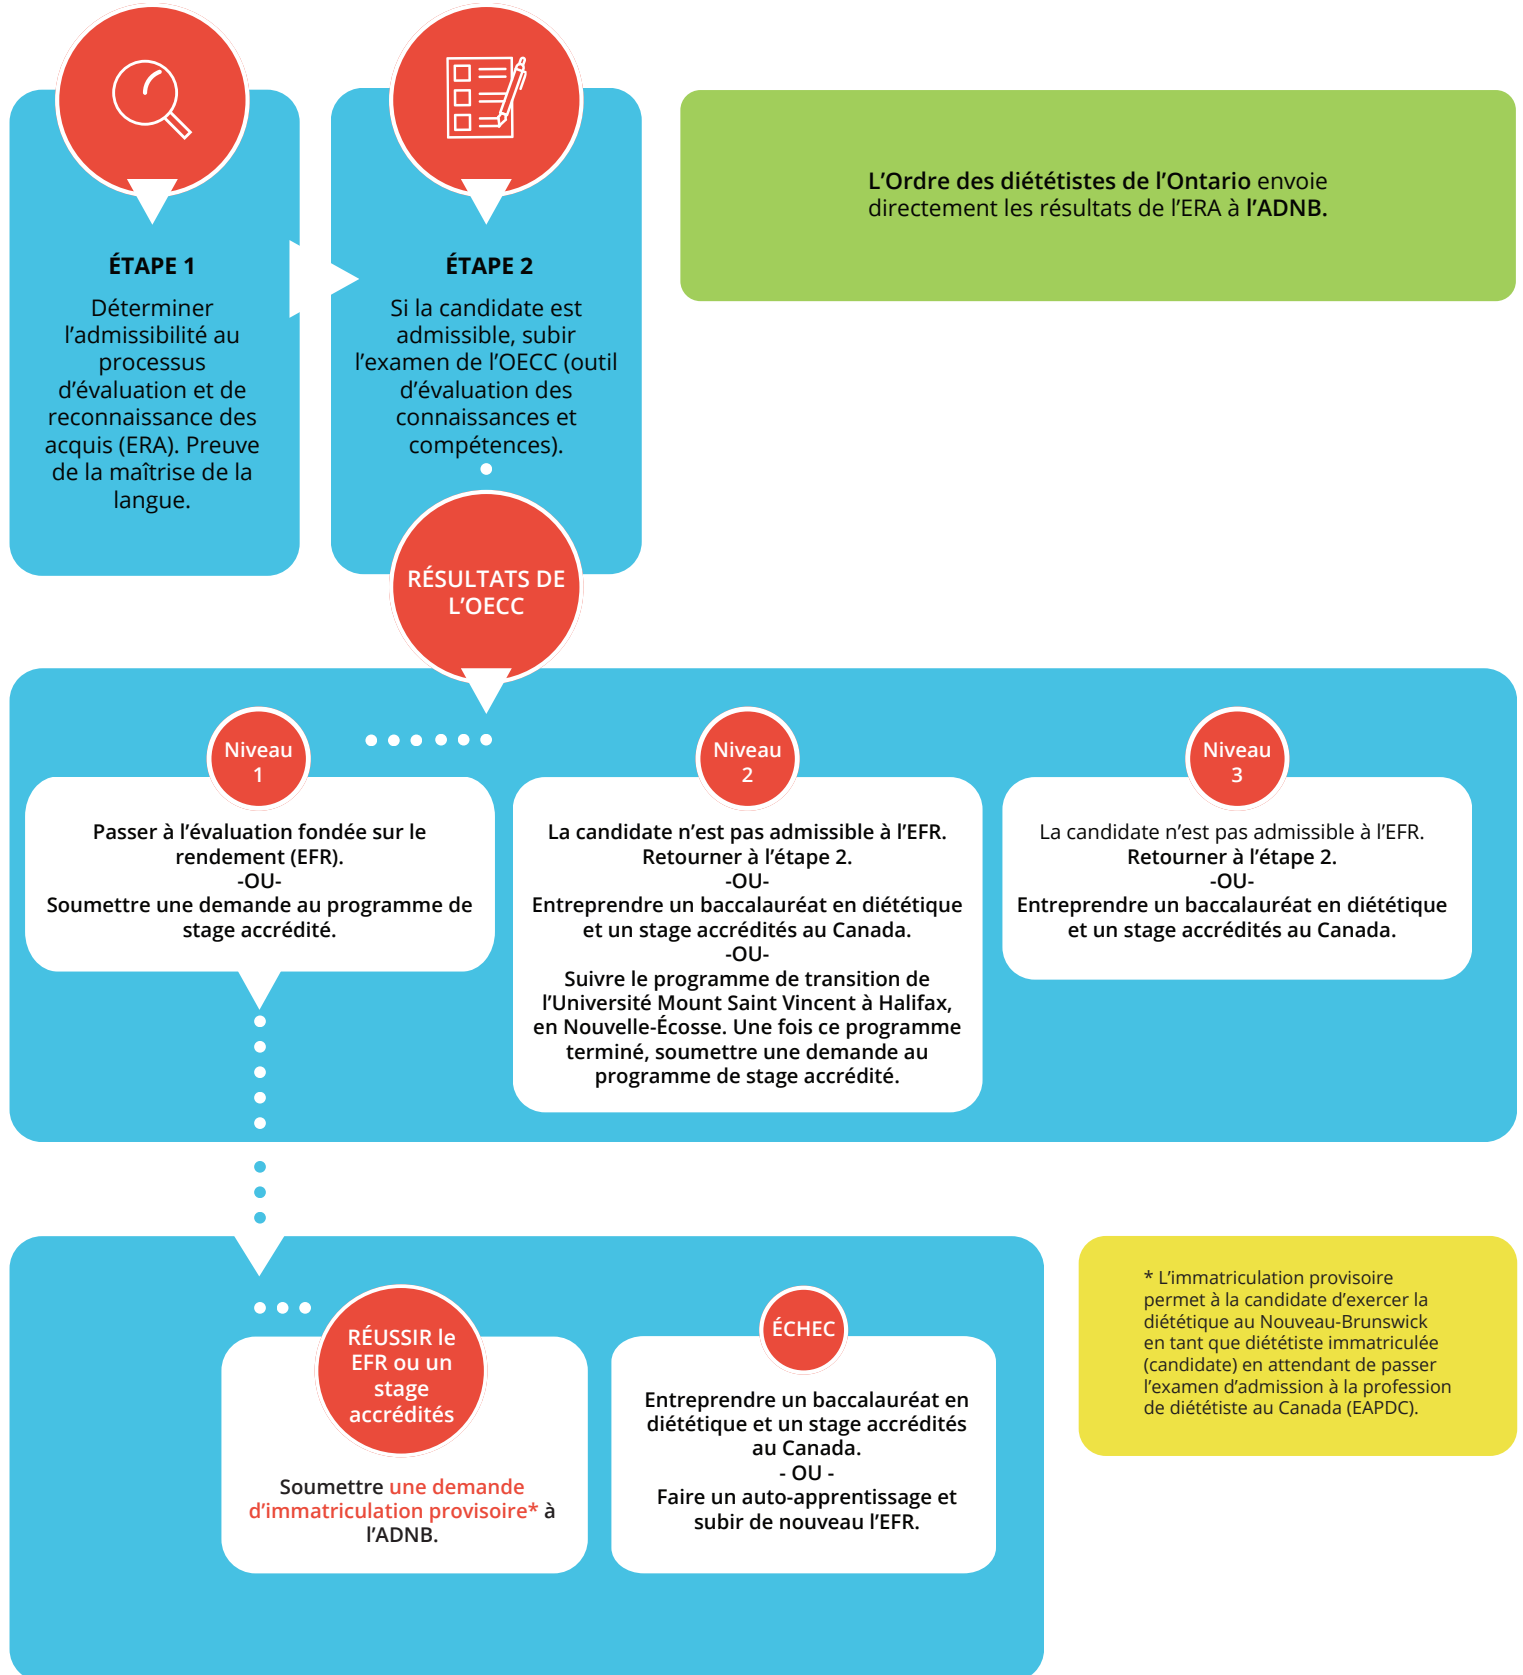 ÉTAPE 1
Déterminer
l’admissibilité au
processus
d’évaluation et de
reconnaissance des
acquis (ERA). Preuve
de la maîtrise de la
langue.
ÉTAPE 2
Si la candidate est
admissible, subir
l’examen de l’OECC (outil
d’évaluation des
connaissances et
compétences).
L’Ordre des diététistes de l’Ontario envoie
directement les résultats de l’ERA à l’ADNB.
RÉSULTATS DE
L’OECC
Niveau
1
Passer à l’évaluation fondée sur le
rendement (EFR).
-OU-
Soumettre une demande au programme de
stage accrédité.
Niveau
2
La candidate n’est pas admissible à l’EFR.
Retourner à l’étape 2.
-OU-
Entreprendre un baccalauréat en diététique
et un stage accrédités au Canada.
-OU-
Suivre le programme de transition de
l’Université Mount Saint Vincent à Halifax,
en Nouvelle-Écosse. Une fois ce programme
terminé, soumettre une demande au
programme de stage accrédité.
Niveau
3
La candidate n’est pas admissible à l’EFR.
Retourner à l’étape 2.
-OU-
Entreprendre un baccalauréat en diététique
et un stage accrédités au Canada.
RÉUSSIR le
EFR ou un
stage
accrédités
Soumettre une demande
d’immatriculation provisoire* à
l’ADNB.
ÉCHEC
Entreprendre un baccalauréat en
diététique et un stage accrédités
au Canada.
- OU -
Faire un auto-apprentissage et
subir de nouveau l’EFR.
* L’immatriculation provisoire
permet à la candidate d’exercer la
diététique au Nouveau-Brunswick
en tant que diététiste immatriculée
(candidate) en attendant de passer
l’examen d’admission à la profession
de diététiste au Canada (EAPDC).